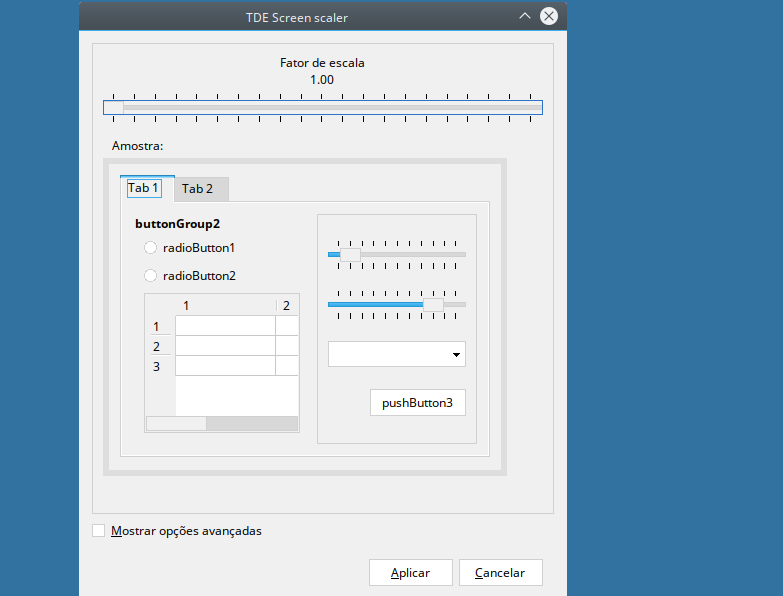 TDE Screen scaler
Fator de escala
1.00
Amostra:
Tab 1 Tab 2
buttonGroup2
radioButton1
radioButton2
1 2
1
2
3
pushButton3
Mostrar opções avançadas
Aplicar Cancelar